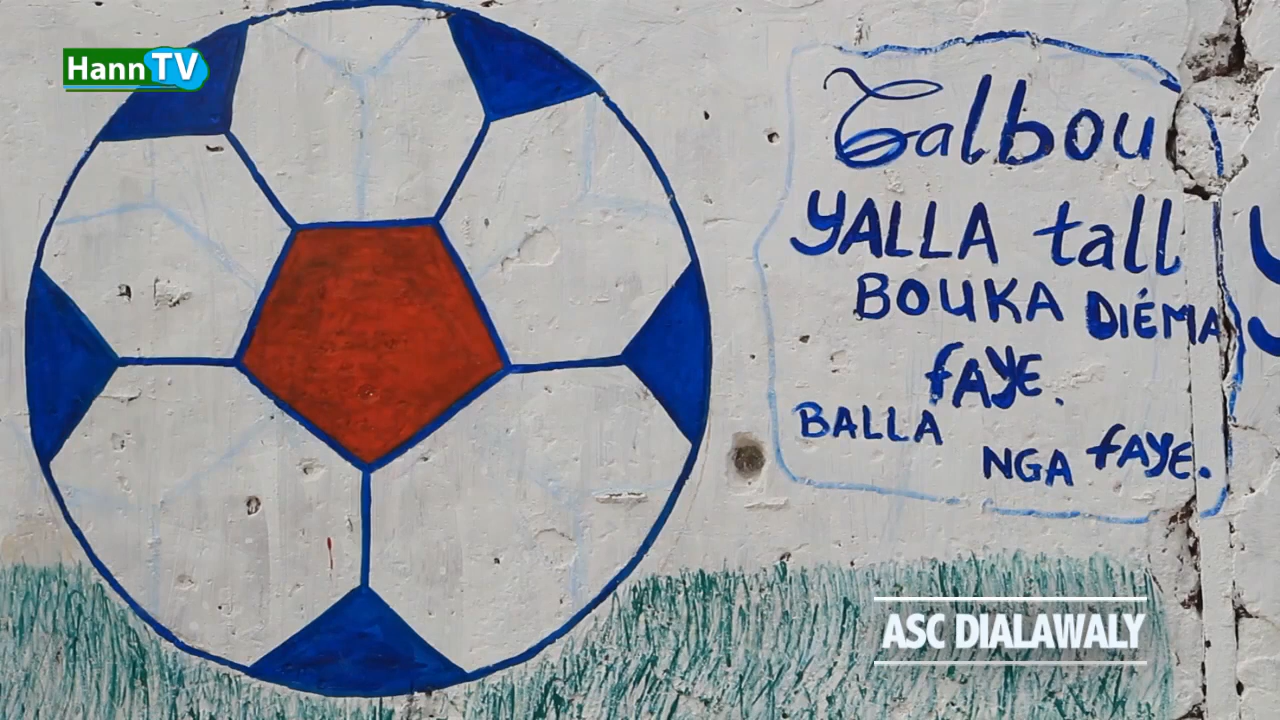 HannTV
Talbou
YALLA tall
BOUKA DIÉMA
fAYE.
BALLA
NGA fAYE.
ASC DIALAWALY